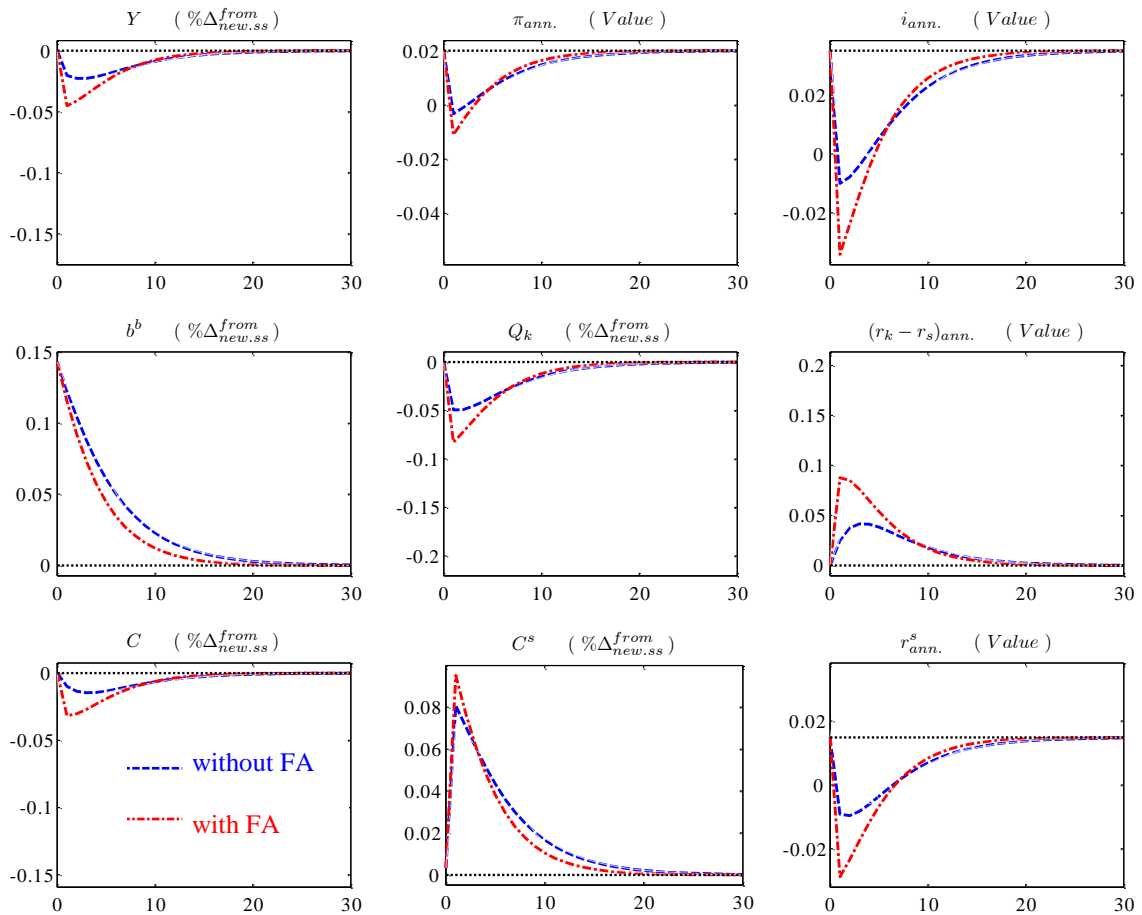 Y ( %Δ^{from}_{new.ss} )
π_{ann.} ( Value )
i_{ann.} ( Value )
0
-0.05
-0.1
-0.15
0 10 20 30
0.02
0
-0.02
-0.04
0 10 20 30
0.02
0
-0.02
0 10 20 30
b^b ( %Δ^{from}_{new.ss} )
Q_k ( %Δ^{from}_{new.ss} )
(r_k − r_s)_{ann.} ( Value )
0.15
0.1
0.05
0
0 10 20 30
0
-0.05
-0.1
-0.15
-0.2
0 10 20 30
0.2
0.15
0.1
0.05
0
0 10 20 30
C ( %Δ^{from}_{new.ss} )
C^s ( %Δ^{from}_{new.ss} )
r^s_{ann.} ( Value )
0
-0.05
-0.1
-0.15
without FA
with FA
0 10 20 30
0.08
0.06
0.04
0.02
0
0 10 20 30
0.02
0
-0.02
0 10 20 30